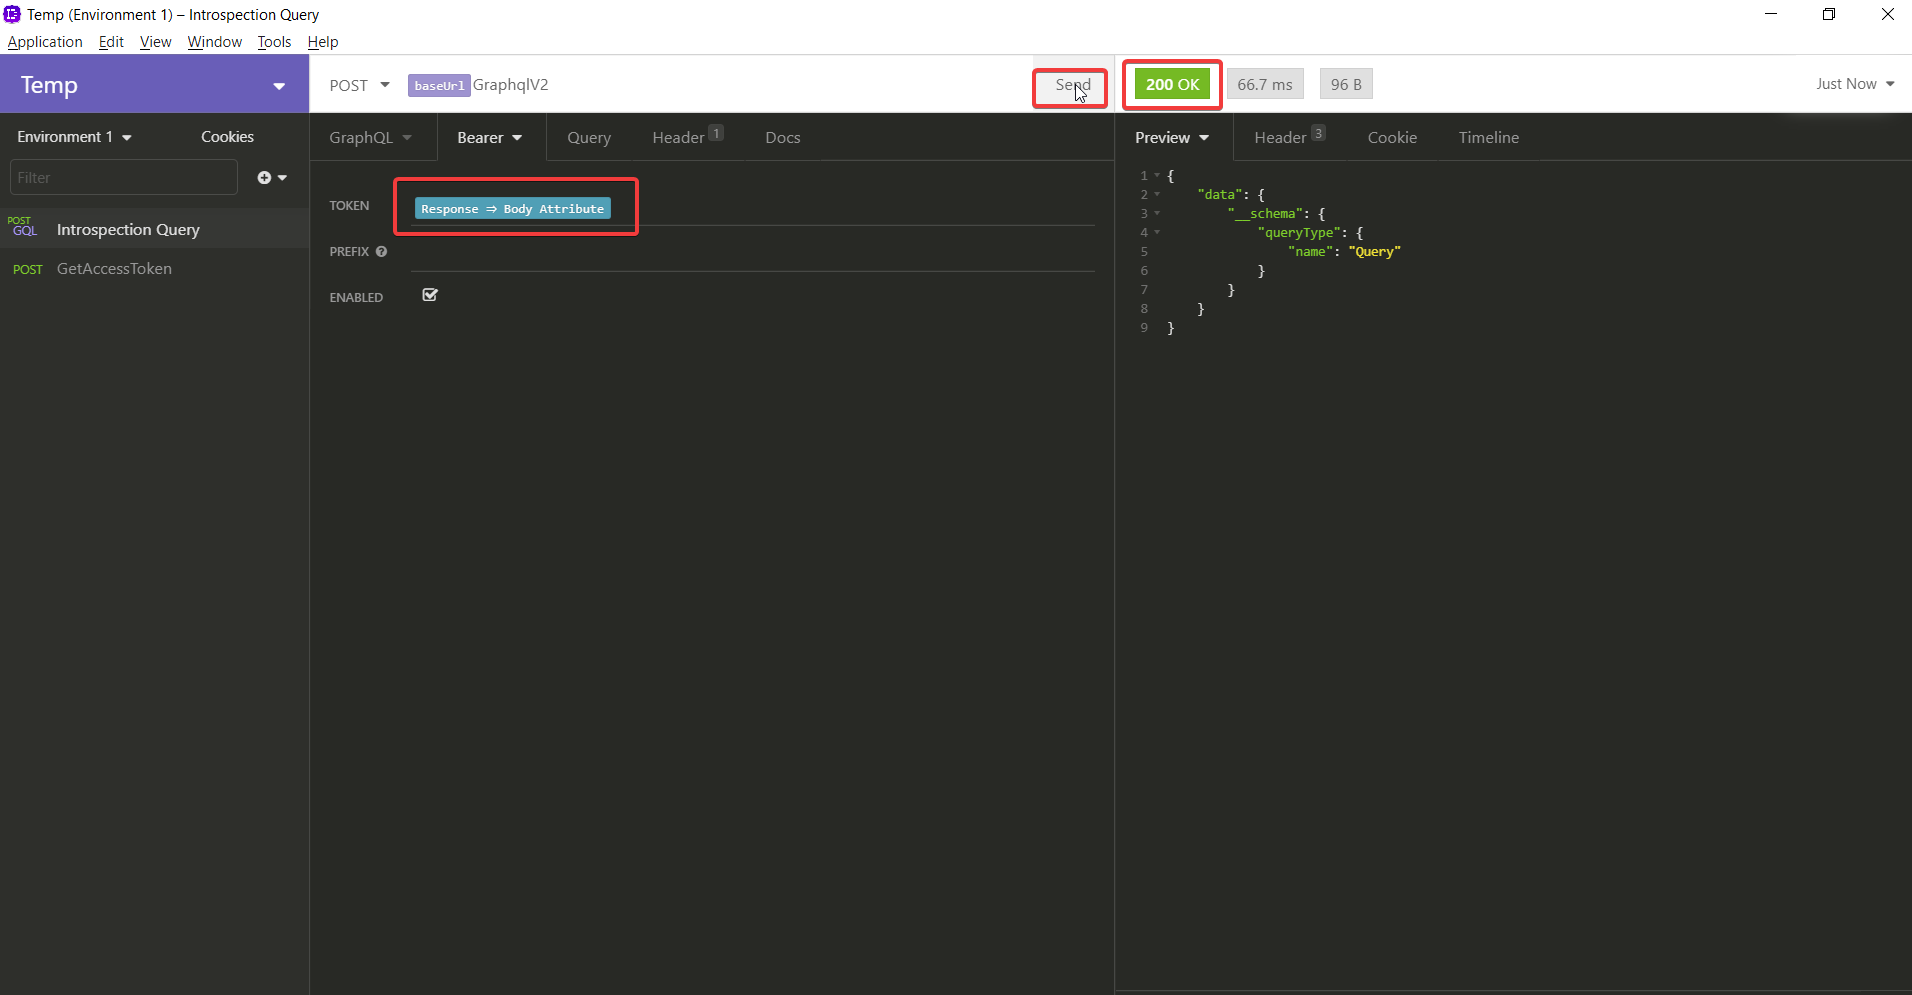 Temp (Environment 1) – Introspection Query
Application Edit View Window Tools Help
Temp
POST baseUrl GraphqlV2 Send
200 OK 66.7 ms 96 B Just Now
Environment 1 Cookies
GraphQL Bearer Query Header 1 Docs
Preview Header 3 Cookie Timeline
Filter
POST GQL Introspection Query
POST GetAccessToken
TOKEN Response ⇒ Body Attribute
PREFIX ?
ENABLED
1 {
2 "data": {
3 "__schema": {
4 "queryType": {
5 "name": "Query"
6 }
7 }
8 }
9 }